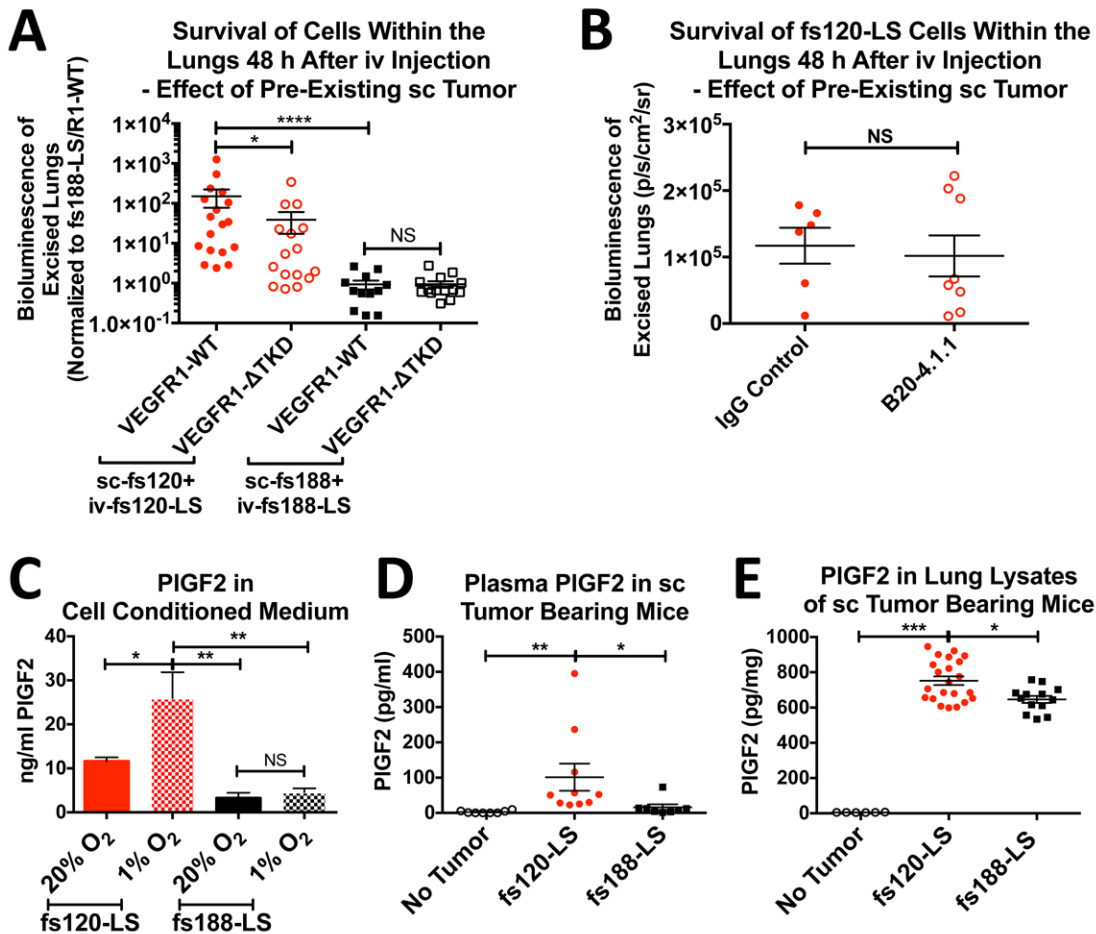 A
Survival of Cells Within the
Lungs 48 h After iv Injection
- Effect of Pre-Existing sc Tumor
Bioluminescence of
Excised Lungs
(Normalized to fs188-LS/R1-WT)
1×10⁴
1×10³
1×10²
1×10¹
1×10⁰
1.0×10⁻¹
****
*
NS
VEGFR1-WT
VEGFR1-ΔTKD
VEGFR1-WT
VEGFR1-ΔTKD
sc-fs120+
iv-fs120-LS
sc-fs188+
iv-fs188-LS
B
Survival of fs120-LS Cells Within the
Lungs 48 h After iv Injection
- Effect of Pre-Existing sc Tumor
Bioluminescence of
Excised Lungs (p/s/cm²/sr)
3×10⁵
2×10⁵
1×10⁵
0
NS
IgG Control
B20-4.1.1
C
PlGF2 in
Cell Conditioned Medium
ng/ml PlGF2
40
30
20
10
0
*
**
**
NS
20% O₂
1% O₂
20% O₂
1% O₂
fs120-LS
fs188-LS
D
Plasma PlGF2 in sc
Tumor Bearing Mice
PlGF2 (pg/ml)
500
400
300
200
100
0
**
*
No Tumor
fs120-LS
fs188-LS
E
PlGF2 in Lung Lysates
of sc Tumor Bearing Mice
PlGF2 (pg/mg)
1000
800
600
400
200
0
***
*
No Tumor
fs120-LS
fs188-LS